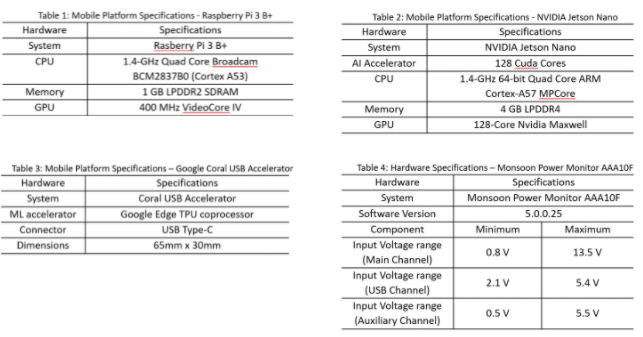 Table 1: Mobile Platform Specifications - Raspberry Pi 3 B+
Hardware Specifications
System Rasberry Pi 3 B+
CPU 1.4-GHz Quad Core Broadcam
BCM2837B0 (Cortex A53)
Memory 1 GB LPDDR2 SDRAM
GPU 400 MHz VideoCore IV
Table 2: Mobile Platform Specifications - NVIDIA Jetson Nano
Hardware Specifications
System NVIDIA Jetson Nano
AI Accelerator 128 Cuda Cores
CPU 1.4-GHz 64-bit Quad Core ARM
Cortex-A57 MPCore
Memory 4 GB LPDDR4
GPU 128-Core Nvidia Maxwell
Table 3: Mobile Platform Specifications – Google Coral USB Accelerator
Hardware Specifications
System Coral USB Accelerator
ML accelerator Google Edge TPU coprocessor
Connector USB Type-C
Dimensions 65mm x 30mm
Table 4: Hardware Specifications – Monsoon Power Monitor AAA10F
Hardware Specifications
System Monsoon Power Monitor AAA10F
Software Version 5.0.0.25
Component Minimum Maximum
Input Voltage range
(Main Channel) 0.8 V 13.5 V
Input Voltage range
(USB Channel) 2.1 V 5.4 V
Input Voltage range
(Auxiliary Channel) 0.5 V 5.5 V